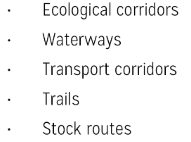 · Ecological corridors
· Waterways
· Transport corridors
· Trails
· Stock routes